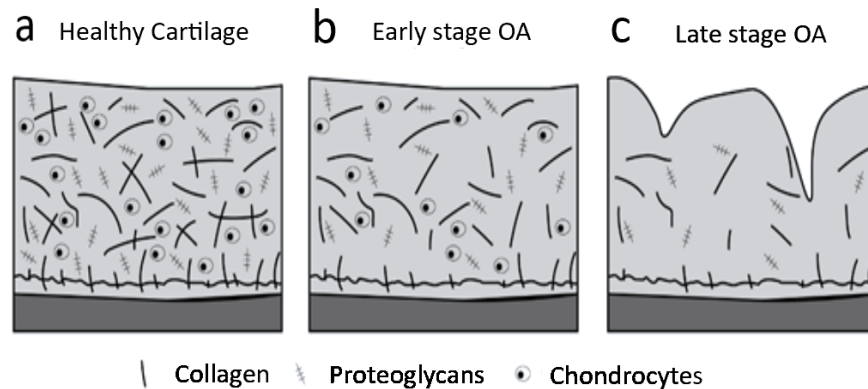 a Healthy Cartilage b Early stage OA c Late stage OA
Collagen Proteoglycans Chondrocytes